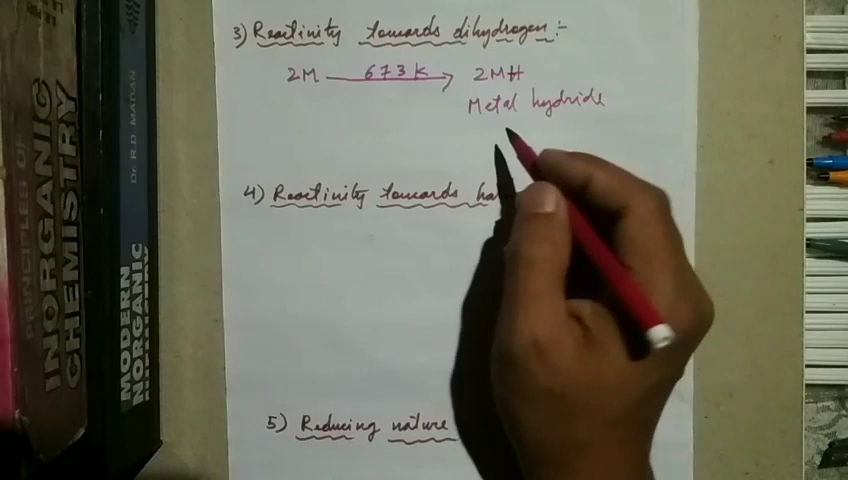 PRINCIPLES OF
INORGANIC
CHEMISTRY
MODERN
INORGANIC
Dr. R.D. MADAN
3) Reactivity towards dihydrogen :-
2M 673 K 2MH
Metal hydride
4) Reactivity towards
5) Reducing nature